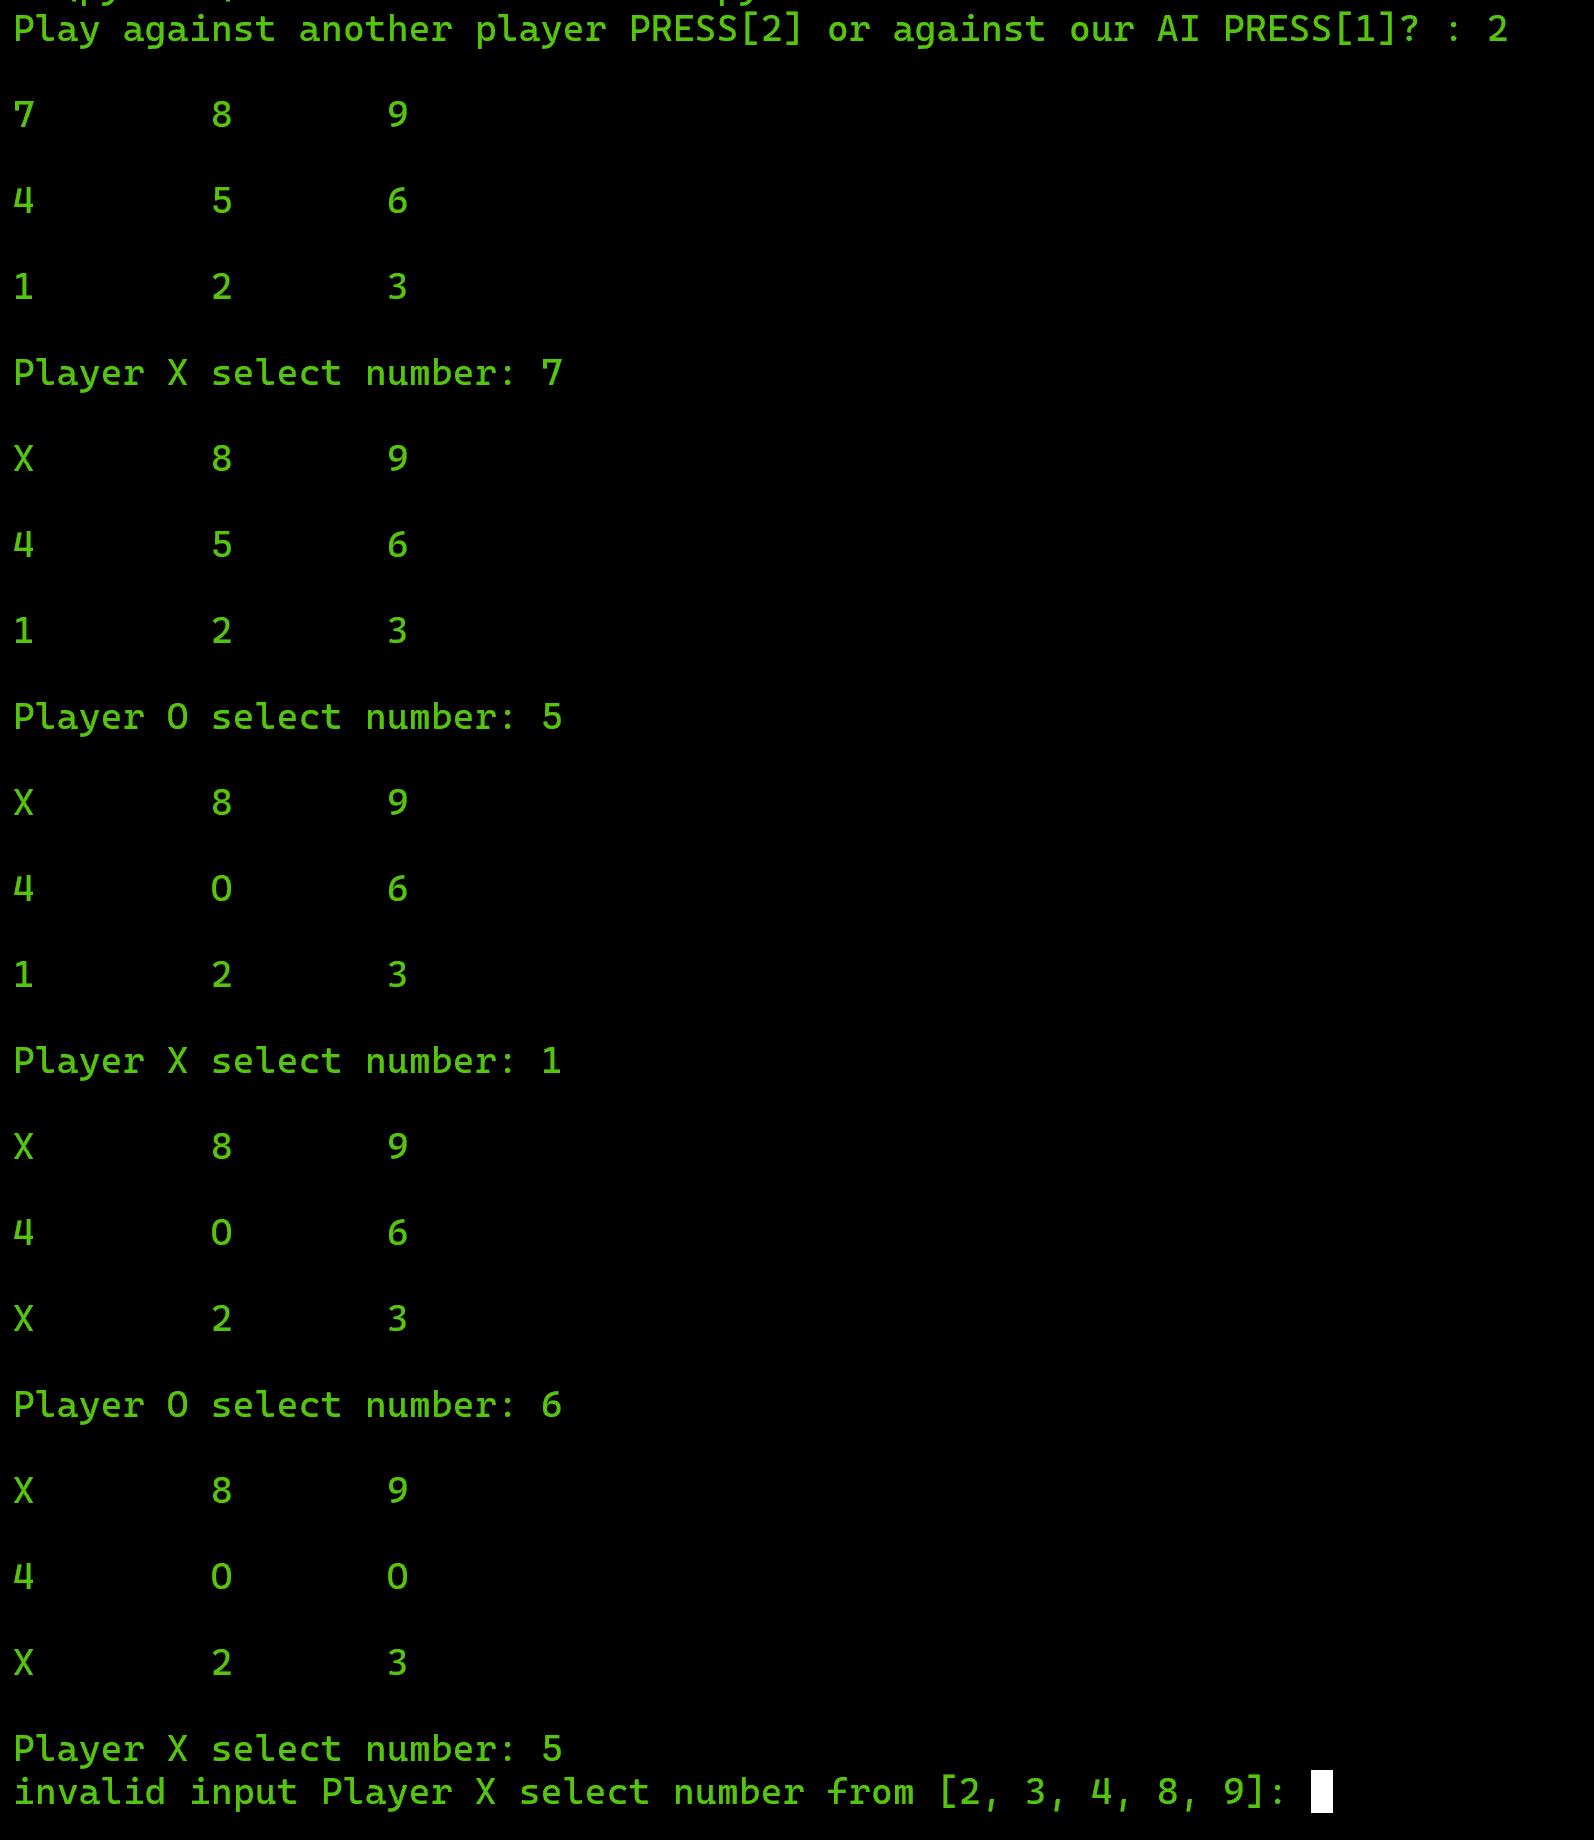 Play against another player PRESS[2] or against our AI PRESS[1]? : 2
7 8 9
4 5 6
1 2 3
Player X select number: 7
X 8 9
4 5 6
1 2 3
Player O select number: 5
X 8 9
4 O 6
1 2 3
Player X select number: 1
X 8 9
4 O 6
X 2 3
Player O select number: 6
X 8 9
4 O O
X 2 3
Player X select number: 5
invalid input Player X select number from [2, 3, 4, 8, 9]: